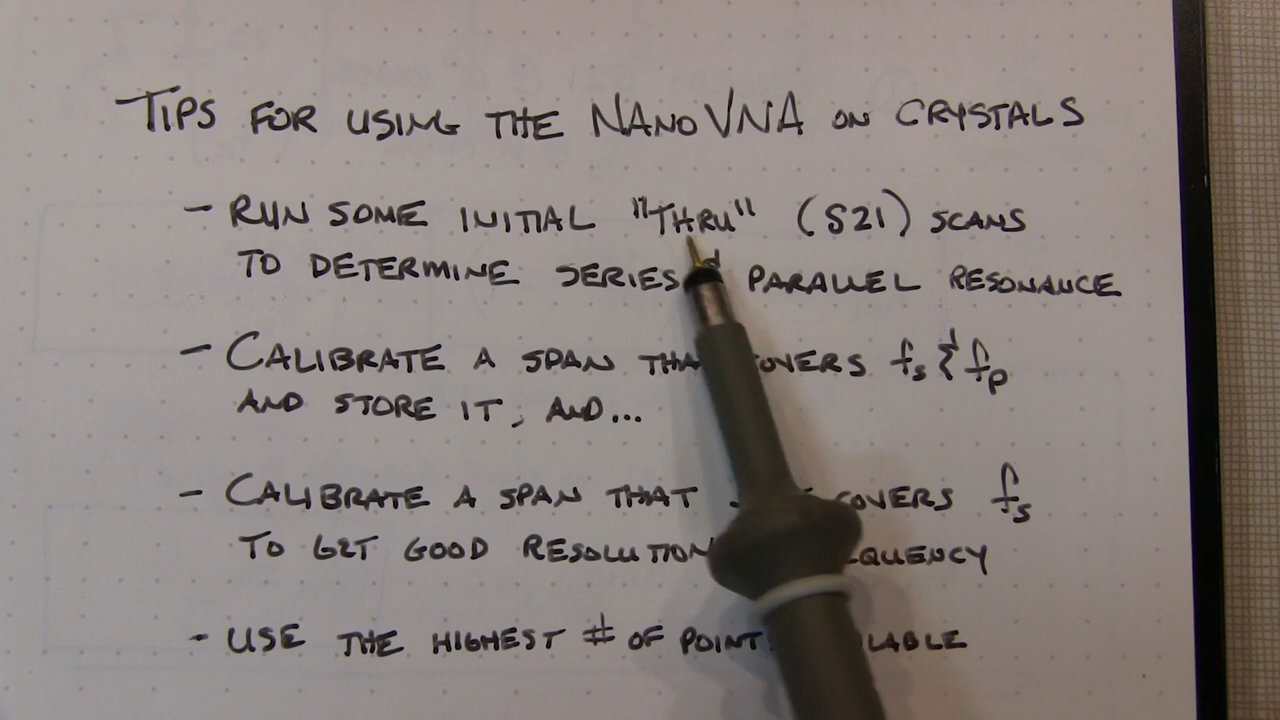 TIPS FOR USING THE NANOVNA ON CRYSTALS
- RUN SOME INITIAL "THRU" (S21) SCANS
TO DETERMINE SERIES PARALLEL RESONANCE
- CALIBRATE A SPAN THAT COVERS fs & fp
AND STORE IT, AND...
- CALIBRATE A SPAN THAT COVERS fs
TO GET GOOD RESOLUTION
- USE THE HIGHEST # OF POINTS